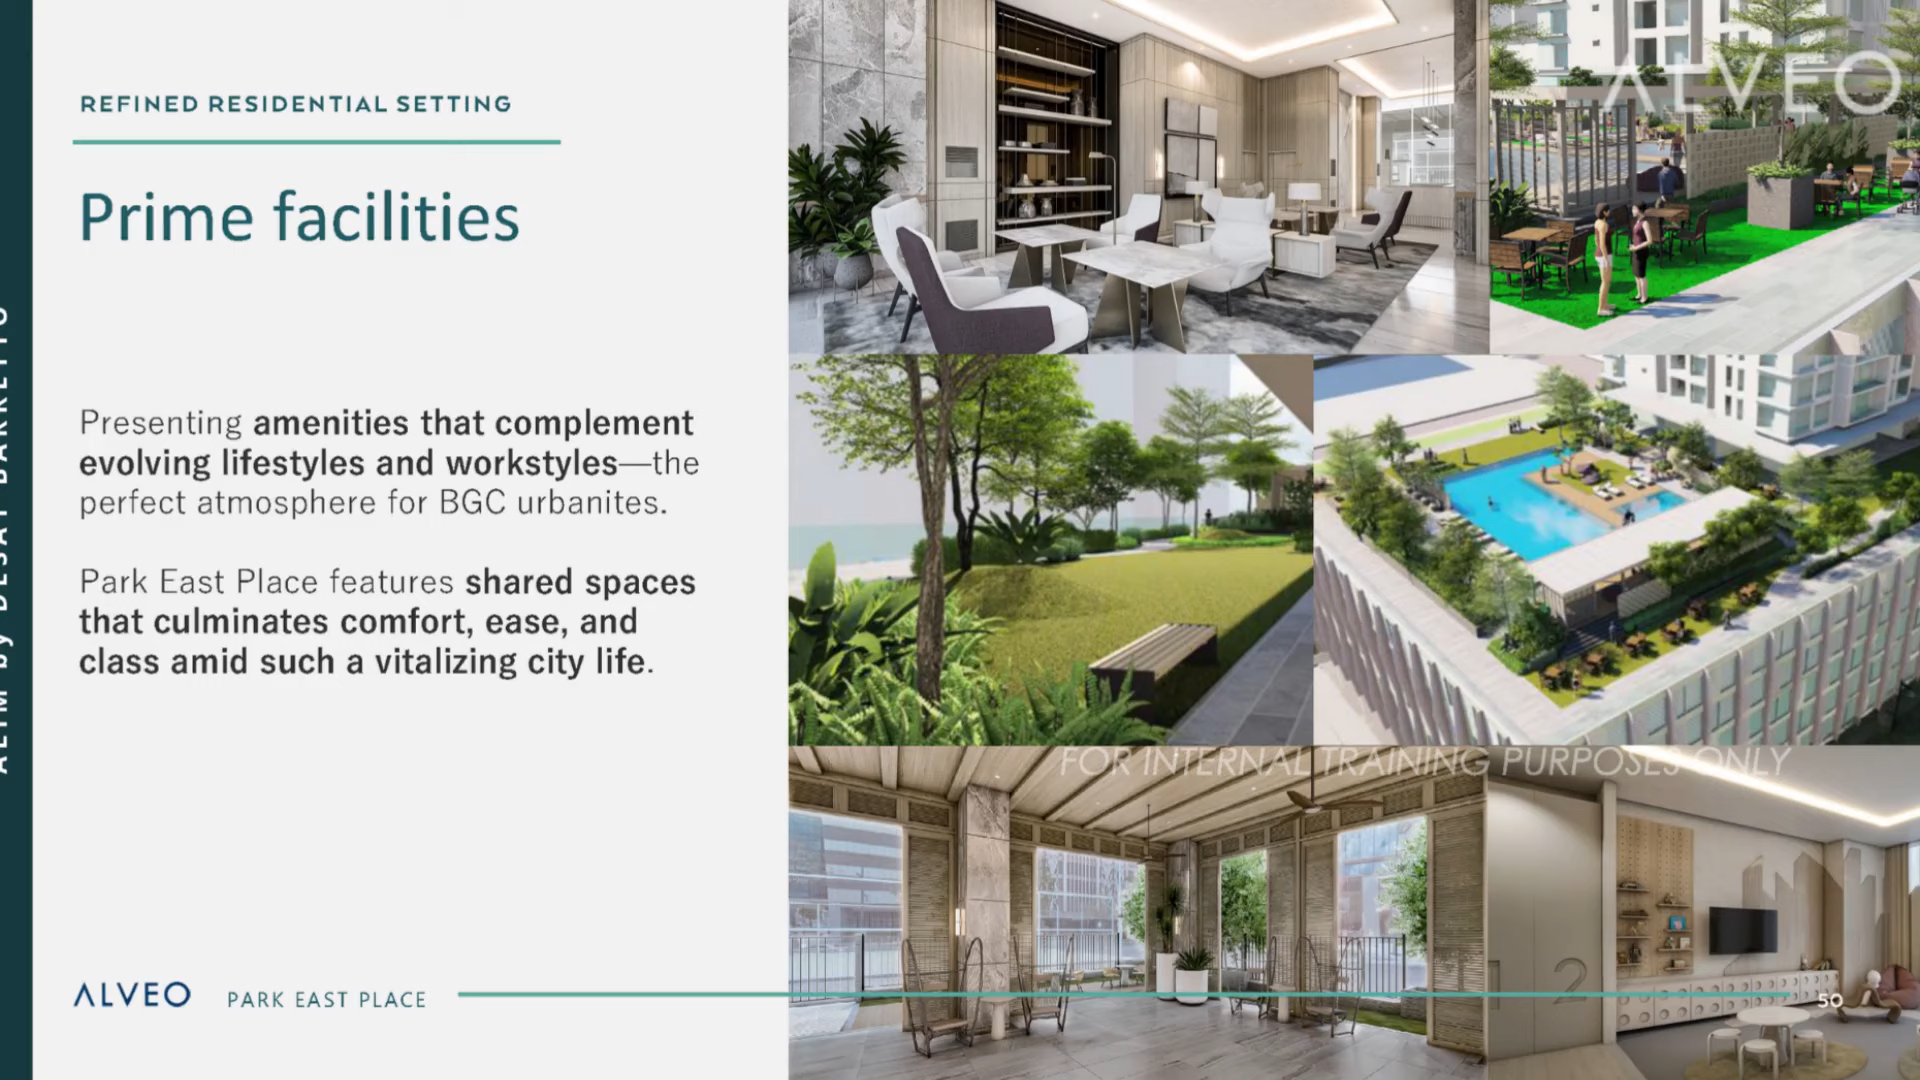 REFINED RESIDENTIAL SETTING
Prime facilities
Presenting amenities that complement
evolving lifestyles and workstyles—the
perfect atmosphere for BGC urbanites.
Park East Place features shared spaces
that culminates comfort, ease, and
class amid such a vitalizing city life.
ALVEO
FOR INTERNAL TRAINING PURPOSES ONLY
2
ALVEO PARK EAST PLACE
50